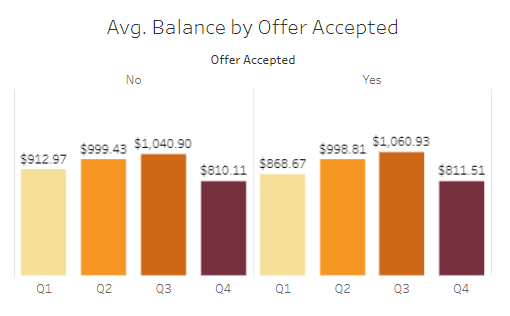 Avg. Balance by Offer Accepted
Offer Accepted
No Yes
$912.97 $999.43 $1,040.90 $810.11 $868.67 $998.81 $1,060.93 $811.51
Q1 Q2 Q3 Q4 Q1 Q2 Q3 Q4